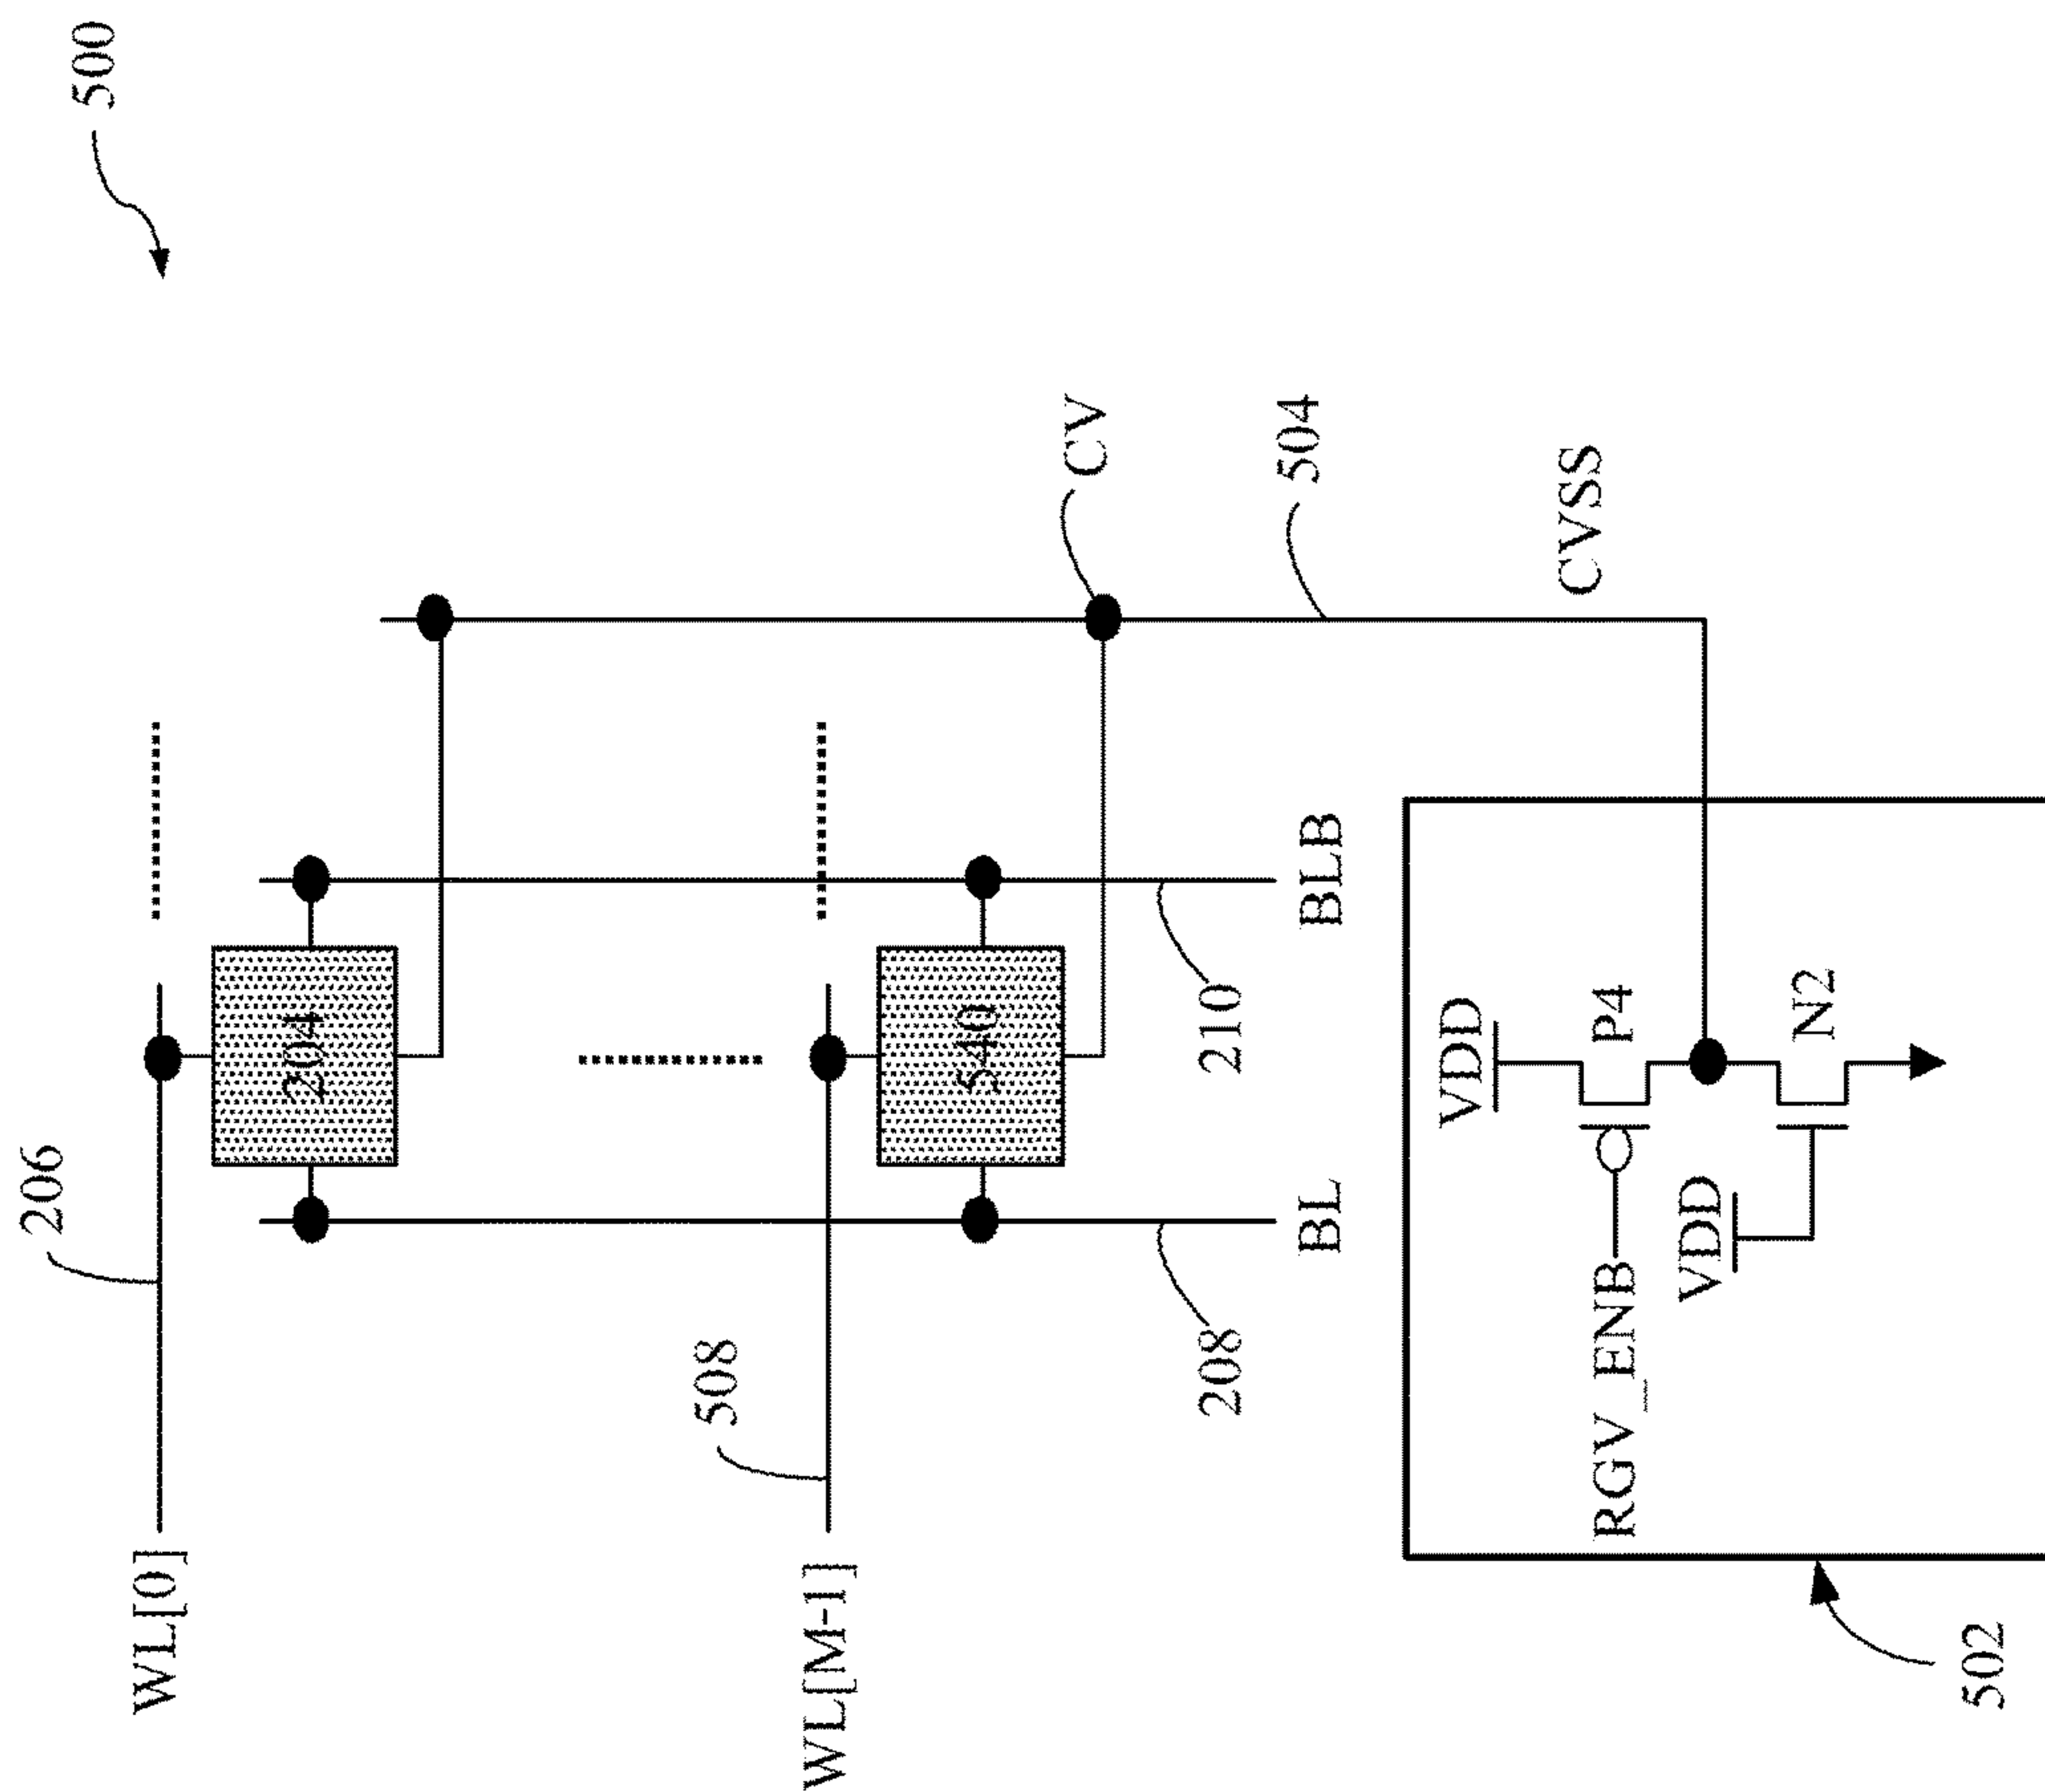 500
206
WL[0]
204
508
WL[M-1]
540
CV
504
208
210
BL
BLB
CVSS
VDD
P4
RGV_ENB
VDD
N2
502